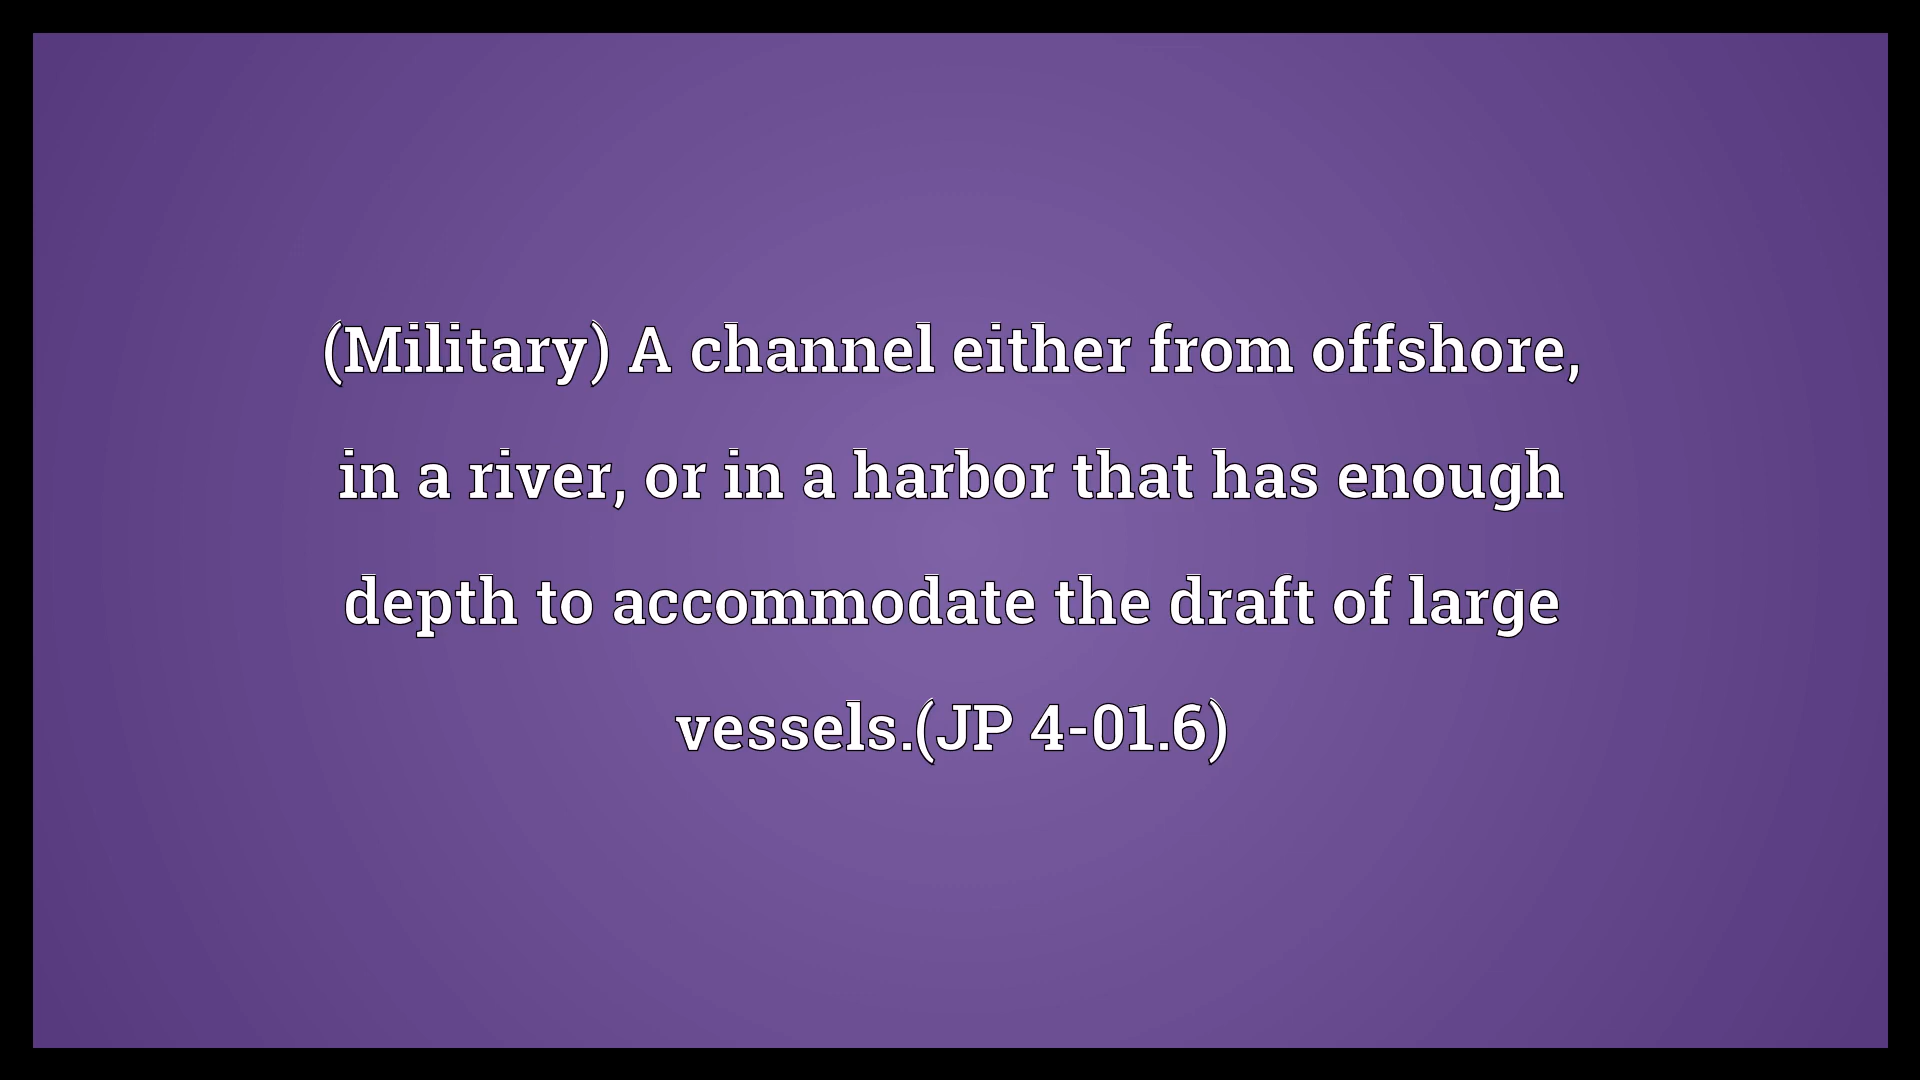 (Military) A channel either from offshore,
in a river, or in a harbor that has enough
depth to accommodate the draft of large
vessels.(JP 4-01.6)